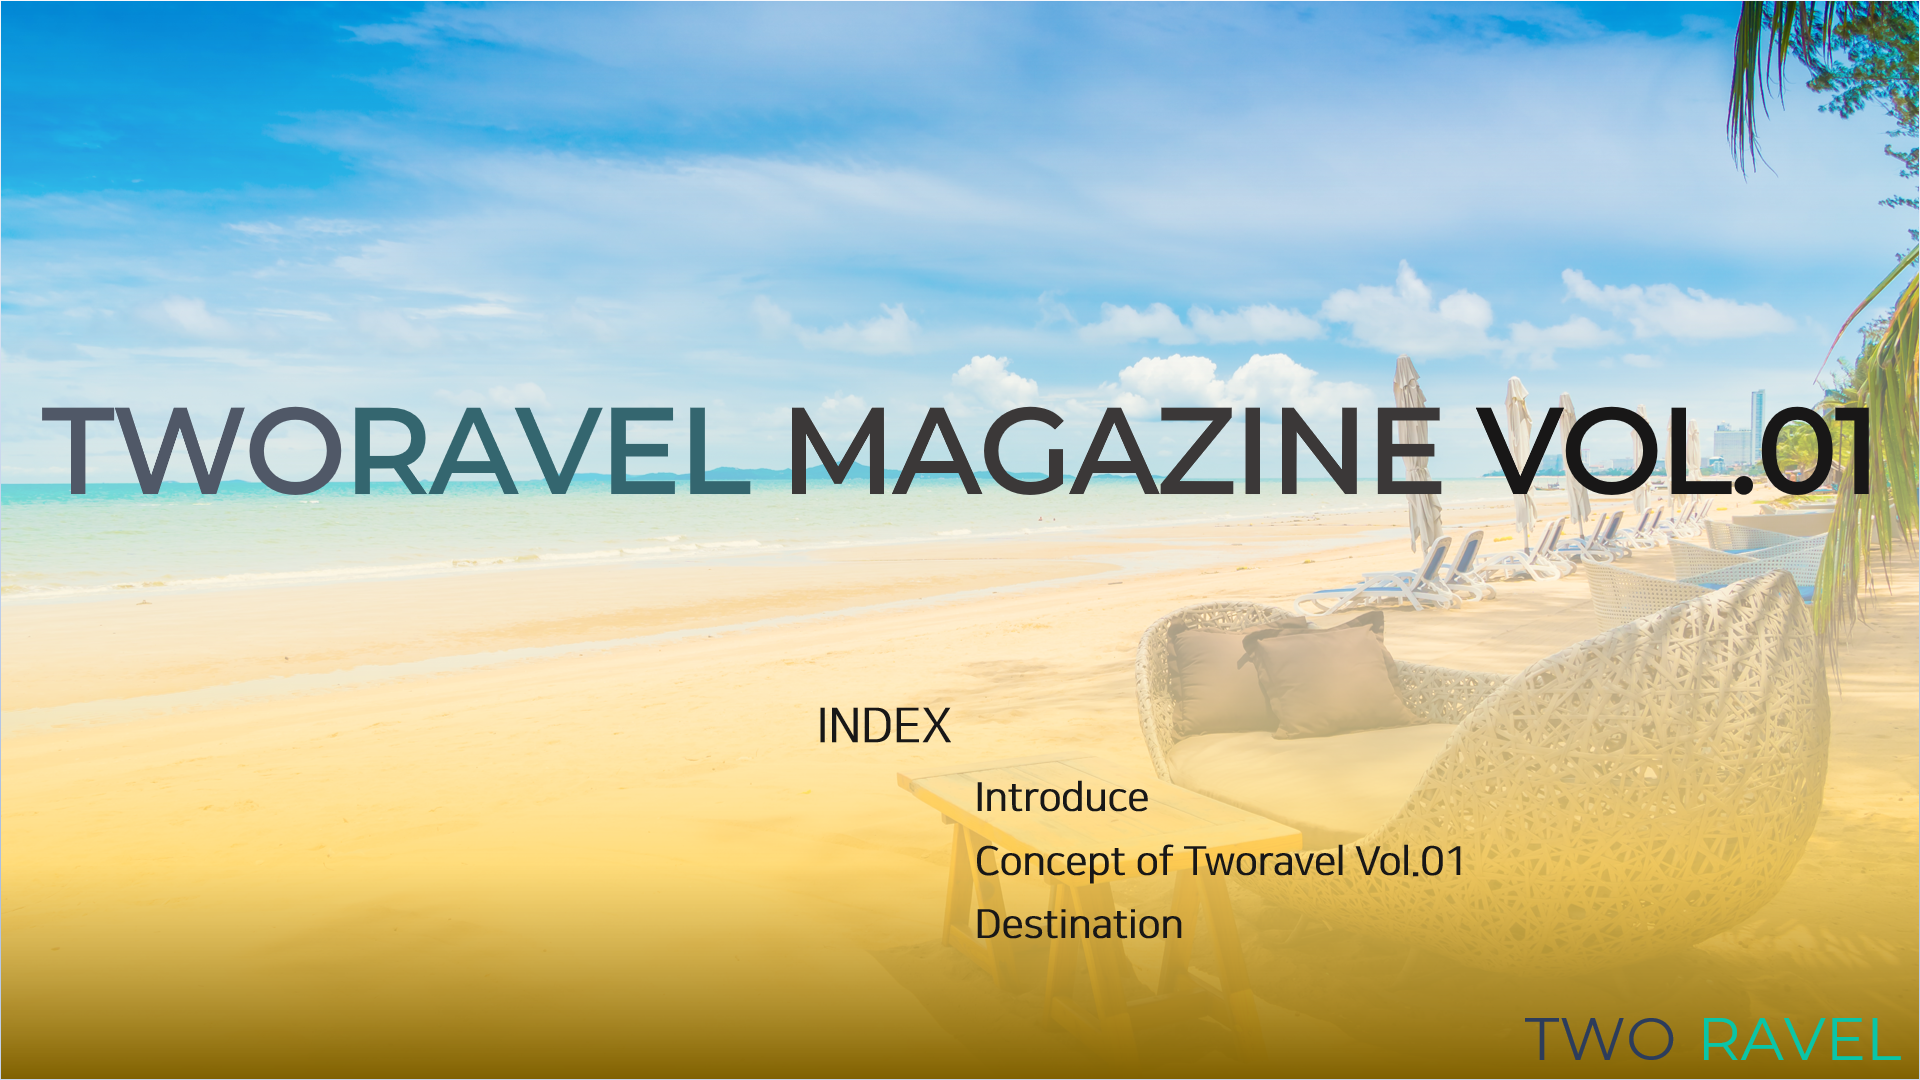 TWORAVEL MAGAZINE VOL.01
INDEX
Introduce
Concept of Tworavel Vol.01
Destination
TWO RAVEL